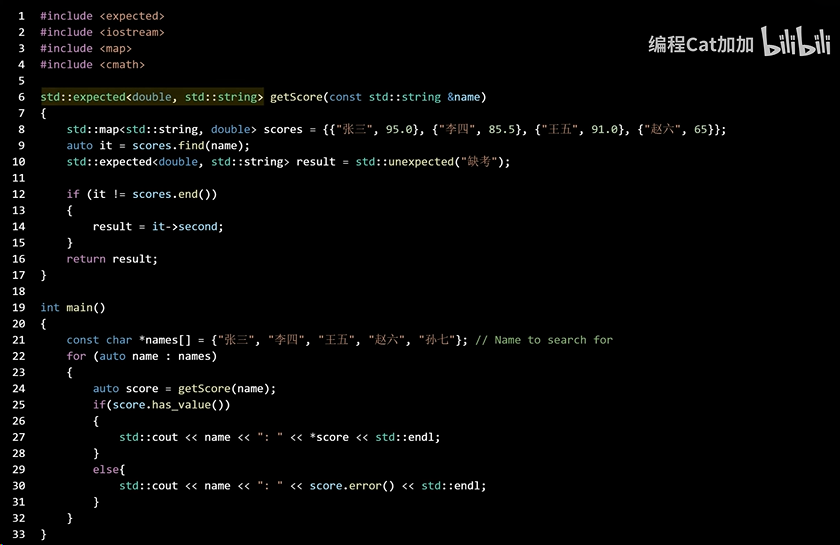 编程Cat加加 bilibili
1 #include <expected>
2 #include <iostream>
3 #include <map>
4 #include <cmath>
5
6 std::expected<double, std::string> getScore(const std::string &name)
7 {
8     std::map<std::string, double> scores = {{"张三", 95.0}, {"李四", 85.5}, {"王五", 91.0}, {"赵六", 65}};
9     auto it = scores.find(name);
10     std::expected<double, std::string> result = std::unexpected("缺考");
11
12     if (it != scores.end())
13     {
14         result = it->second;
15     }
16     return result;
17 }
18
19 int main()
20 {
21     const char *names[] = {"张三", "李四", "王五", "赵六", "孙七"}; // Name to search for
22     for (auto name : names)
23     {
24         auto score = getScore(name);
25         if(score.has_value())
26         {
27             std::cout << name << ": " << *score << std::endl;
28         }
29         else{
30             std::cout << name << ": " << score.error() << std::endl;
31         }
32     }
33 }